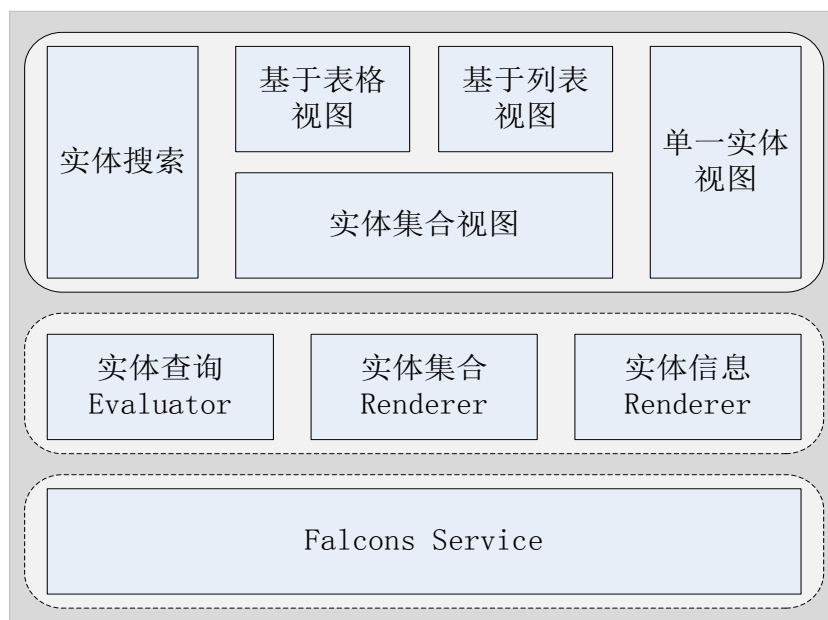 实体搜索
基于表格
视图
基于列表
视图
实体集合视图
单一实体
视图
实体查询
Evaluator
实体集合
Renderer
实体信息
Renderer
Falcons Service